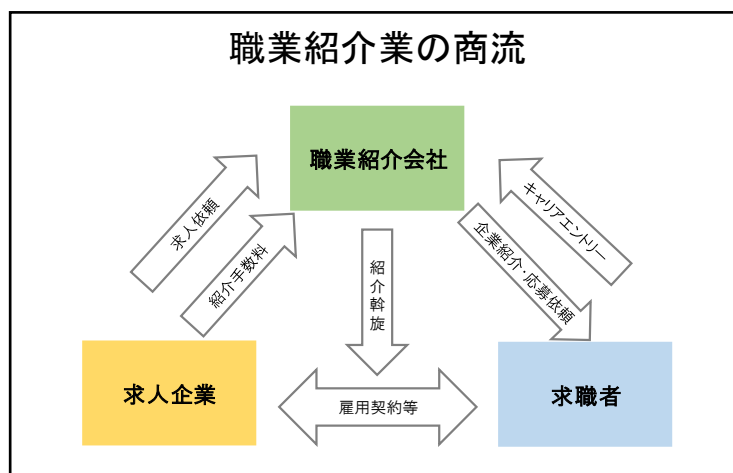 職業紹介業の商流
職業紹介会社
求人依頼
紹介手数料
紹介斡旋
キャリアエントリー
企業紹介・応募依頼
求人企業
雇用契約等
求職者